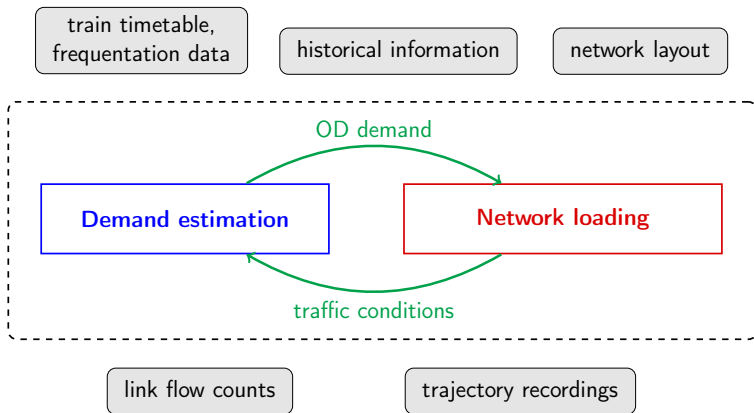 train timetable,
frequentation data
historical information
network layout
OD demand
Demand estimation
Network loading
traffic conditions
link flow counts
trajectory recordings